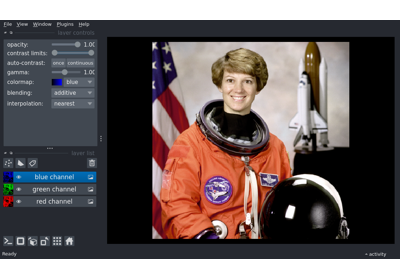 File View Window Plugins Help
layer controls
opacity: 1.00
contrast limits:
auto-contrast: once continuous
gamma: 1.00
colormap: blue
blending: additive
interpolation: nearest
layer list
blue channel
green channel
red channel
Ready
activity